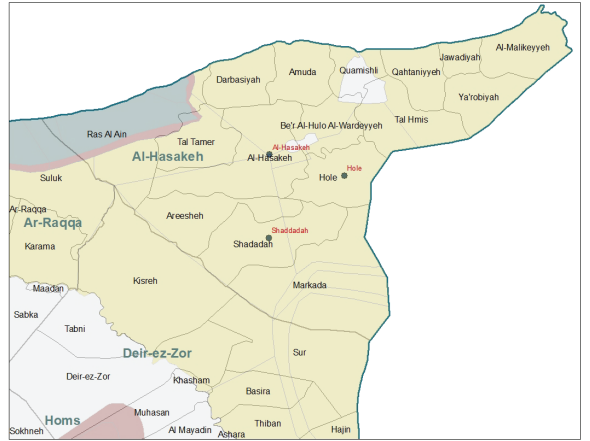 Al-Malikeyyeh
Jawadiyah
Amuda
Quamishli
Qahtaniyyeh
Darbasiyah
Ya'robiyah
Tal Hmis
Be'r Al-Hulo Al-Wardeyyeh
Ras Al Ain
Tal Tamer
Al-Hasakeh
Al-Hasakeh
Al-Hasakeh
Hole
Hole
Suluk
Ar-Raqqa
Ar-Raqqa
Areesheh
Shaddadah
Shadadah
Karama
Kisreh
Markada
Maadan
Sabka
Tabni
Deir-ez-Zor
Sur
Deir-ez-Zor
Khasham
Basira
Muhasan
Homs
Thiban
Sokhneh
Al Mayadin
Ashara
Hajin